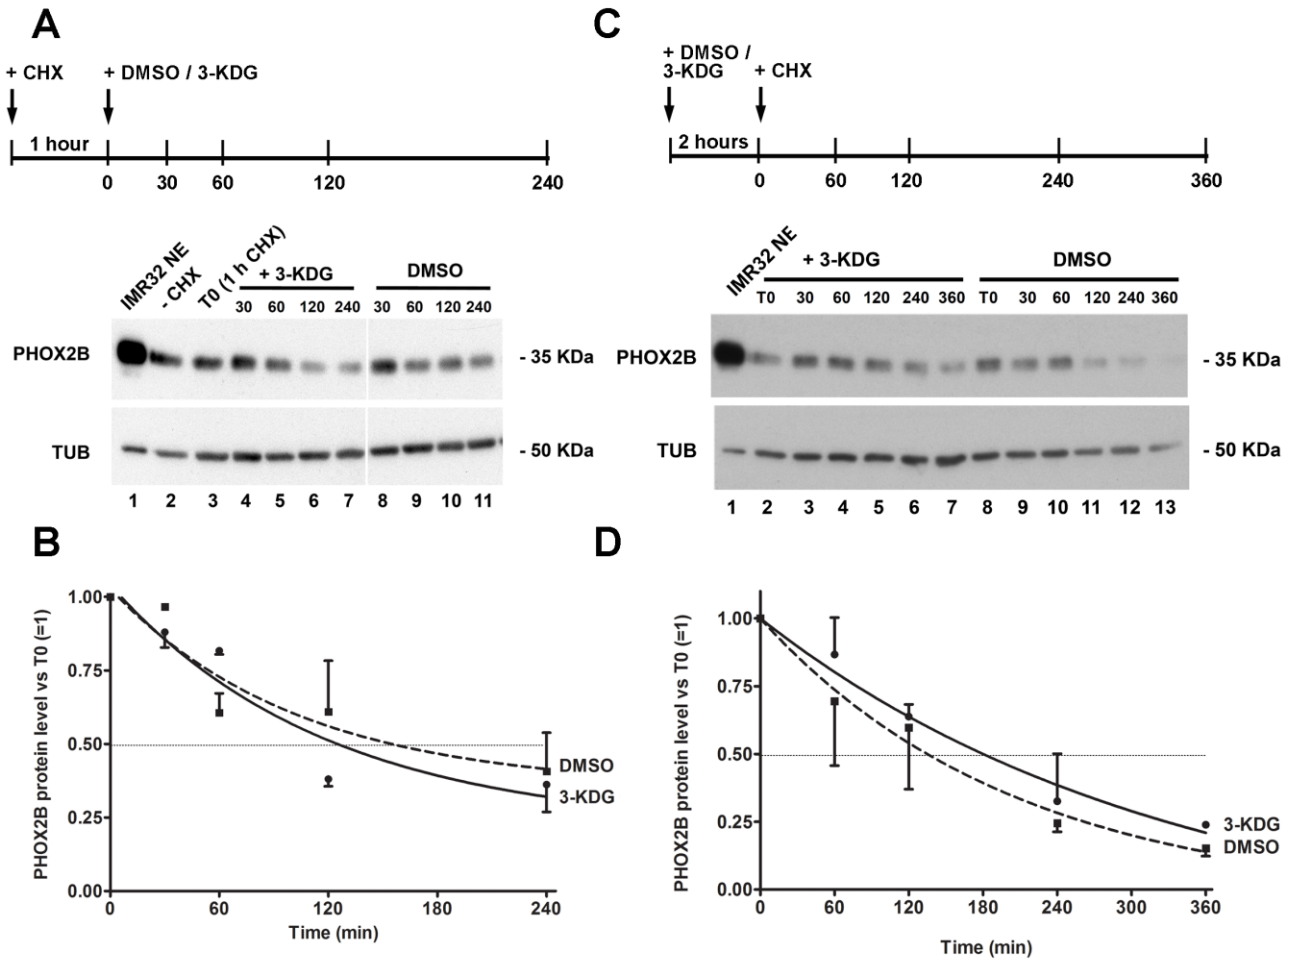 A
+ CHX
+ DMSO / 3-KDG
1 hour
0 30 60 120 240
IMR32 NE
- CHX
T0 (1 h CHX)
+ 3-KDG
DMSO
30 60 120 240 30 60 120 240
PHOX2B
- 35 KDa
TUB
- 50 KDa
1 2 3 4 5 6 7 8 9 10 11
B
PHOX2B protein level vs T0 (=1)
1.00
0.75
0.50
0.25
0.00
DMSO
3-KDG
0 60 120 180 240
Time (min)
C
+ DMSO /
3-KDG
+ CHX
2 hours
0 60 120 240 360
IMR32 NE
+ 3-KDG
DMSO
T0 30 60 120 240 360 T0 30 60 120 240 360
PHOX2B
- 35 KDa
TUB
- 50 KDa
1 2 3 4 5 6 7 8 9 10 11 12 13
D
PHOX2B protein level vs T0 (=1)
1.00
0.75
0.50
0.25
0.00
3-KDG
DMSO
0 60 120 180 240 300 360
Time (min)